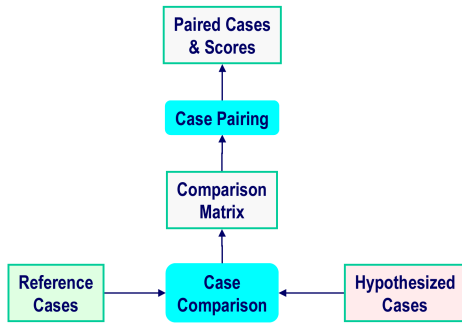 Paired Cases
& Scores
Case Pairing
Comparison
Matrix
Reference
Cases
Case
Comparison
Hypothesized
Cases